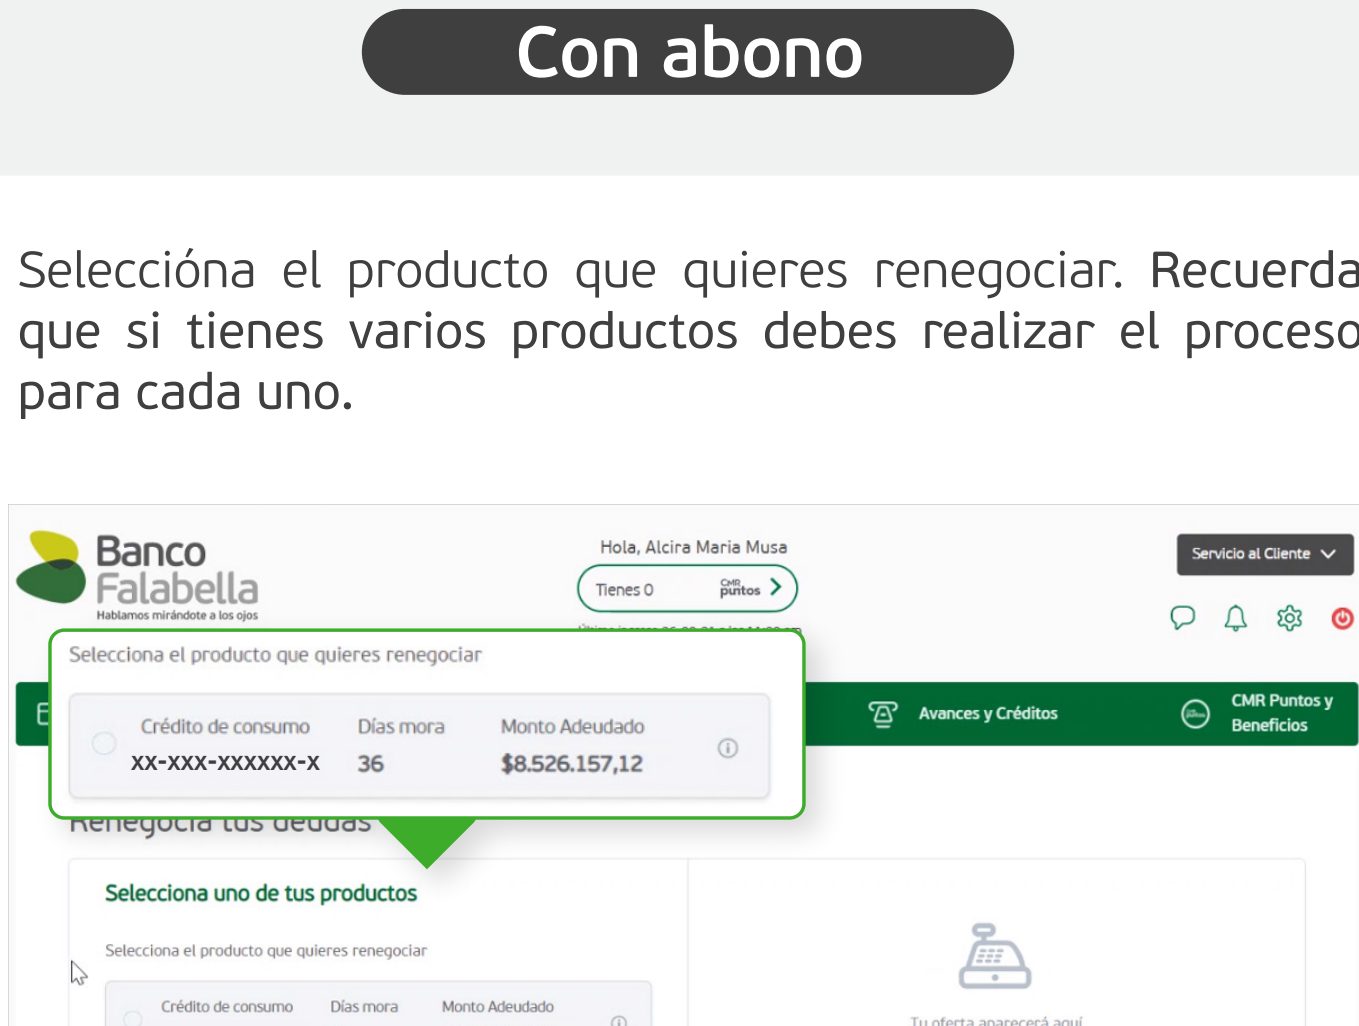 Con abono
Seleccióna el producto que quieres renegociar. Recuerda
que si tienes varios productos debes realizar el proceso
para cada uno.
Banco
Falabella
Hablamos mirándote a los ojos
Hola, Alcira Maria Musa
Tienes 0 CMR puntos
Servicio al Cliente
Selecciona el producto que quieres renegociar
Crédito de consumo Días mora Monto Adeudado
xx-xxx-xxxxxx-x 36 $8.526.157,12
Avances y Créditos
CMR Puntos y
Beneficios
Renegocia tus deudas
Selecciona uno de tus productos
Selecciona el producto que quieres renegociar
Crédito de consumo Días mora Monto Adeudado
Tu oferta aparecerá aquí